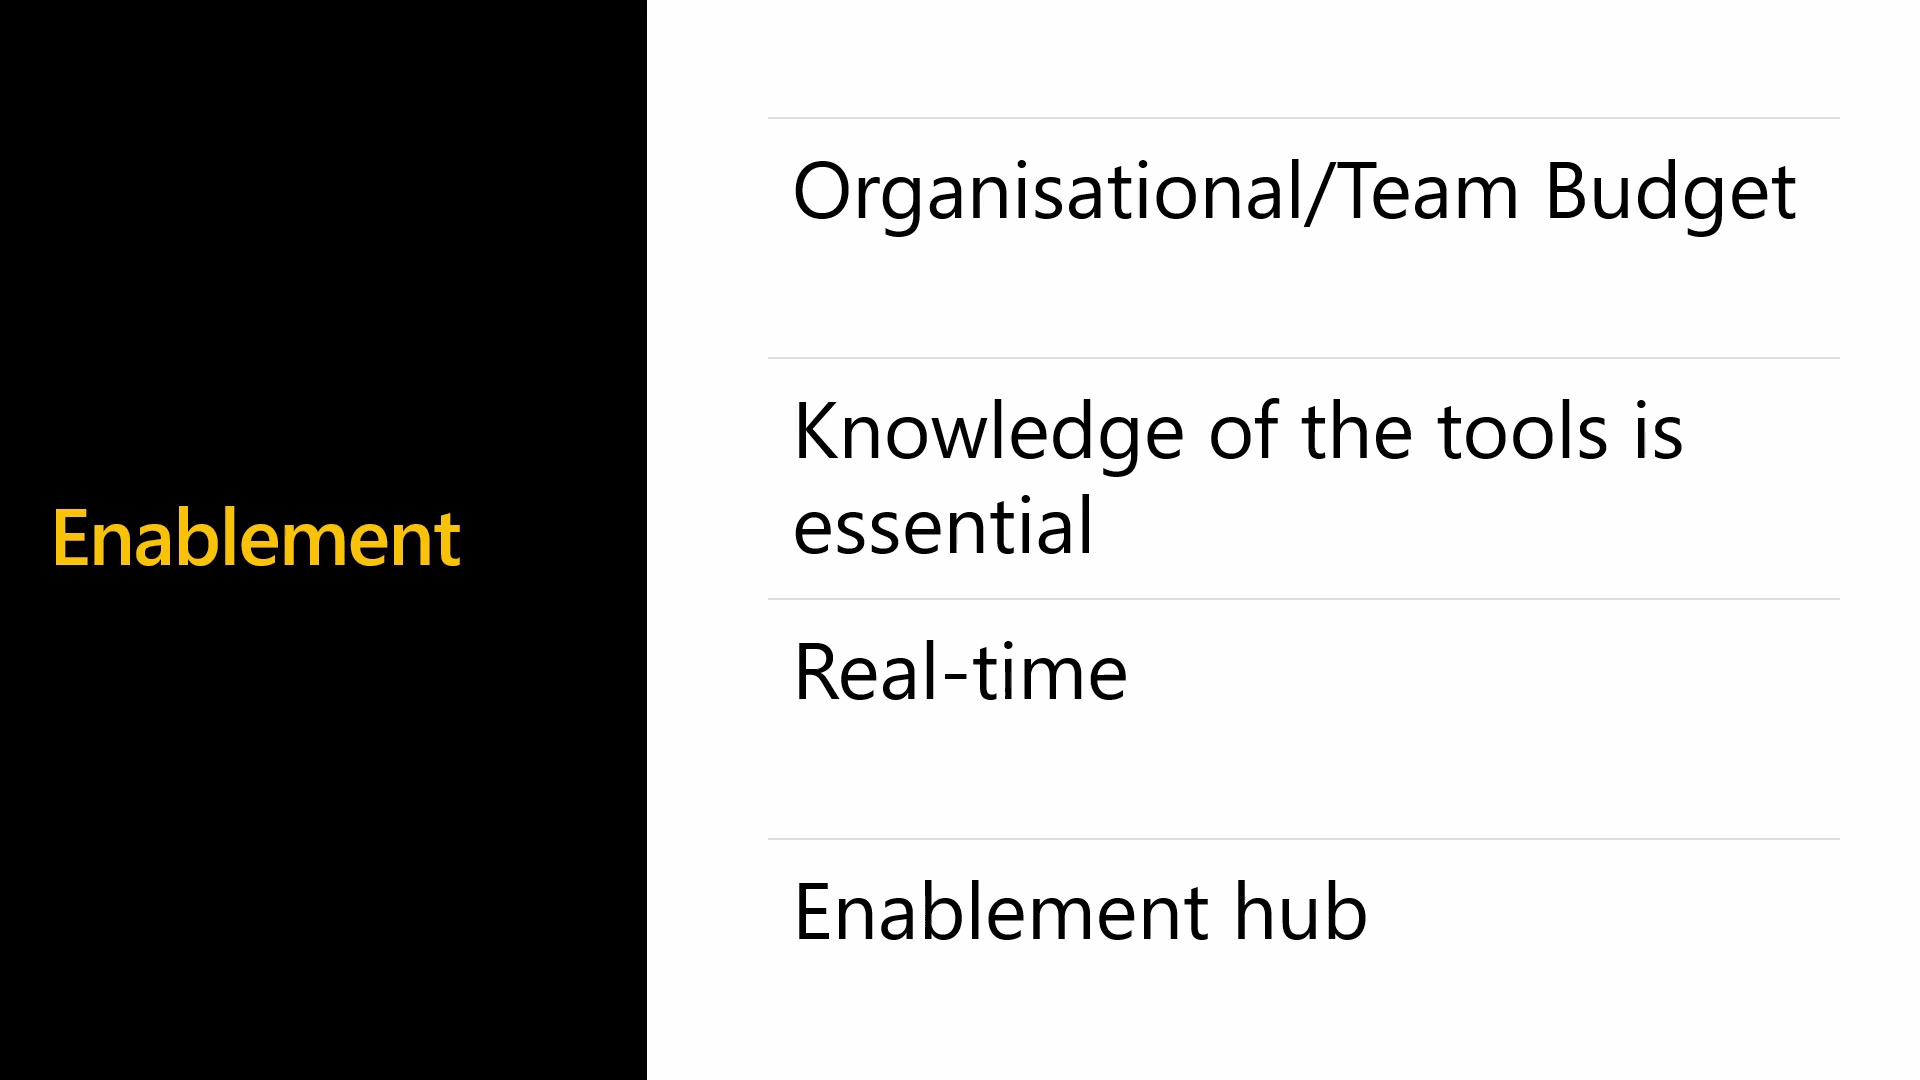 Enablement
Organisational/Team Budget
Knowledge of the tools is
essential
Real-time
Enablement hub